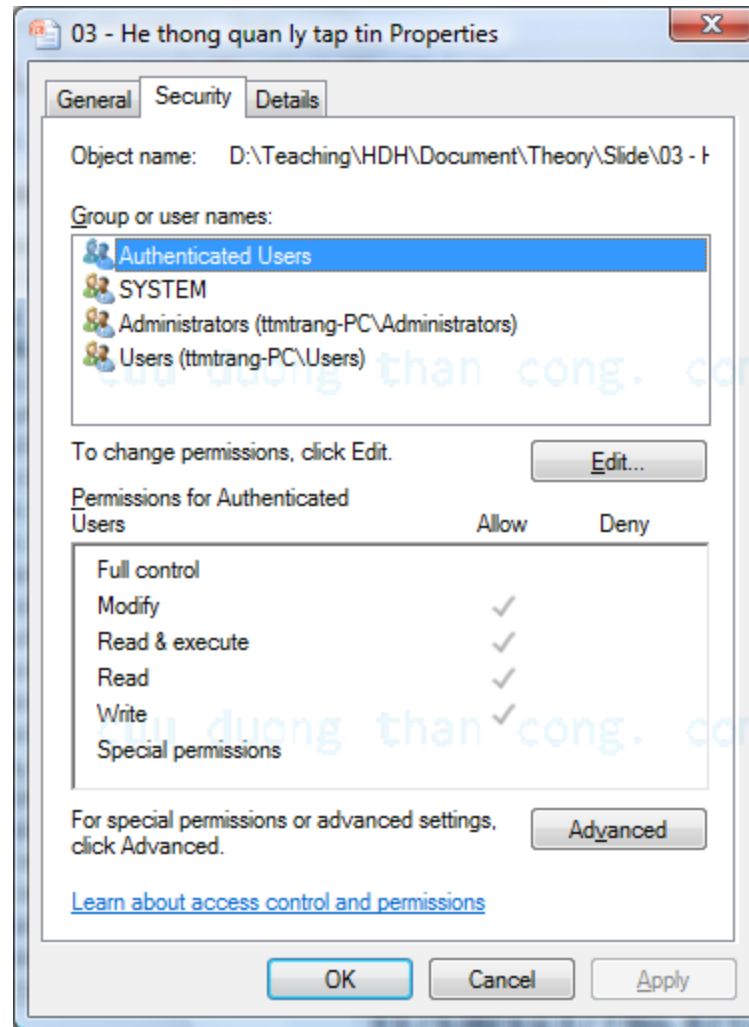 03 - He thong quan ly tap tin Properties
General Security Details
Object name: D:\Teaching\HDH\Document\Theory\Slide\03 - H
Group or user names:
Authenticated Users
SYSTEM
Administrators (ttmtrang-PC\Administrators)
Users (ttmtrang-PC\Users)
cuu duong than cong. com
To change permissions, click Edit.
Edit...
Permissions for Authenticated
Users Allow Deny
Full control
Modify
Read & execute
Read
Write
cuu duong than cong. com
Special permissions
For special permissions or advanced settings,
click Advanced.
Advanced
Learn about access control and permissions
OK Cancel Apply